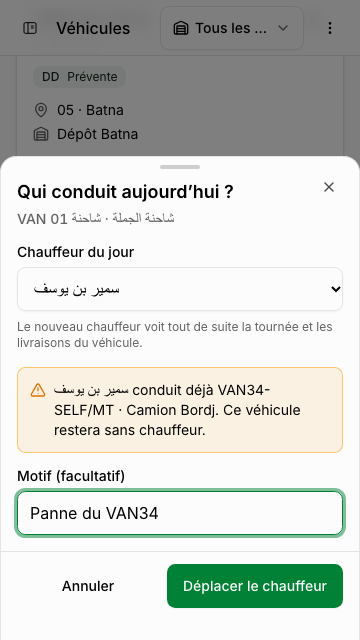 Véhicules
Tous les ...
DD Prévente
05 · Batna
Dépôt Batna
Qui conduit aujourd’hui ?
VAN 01 شاحنة الجملة · شاحنة
Chauffeur du jour
سمير بن يوسف
Le nouveau chauffeur voit tout de suite la tournée et les
livraisons du véhicule.
سمير بن يوسف conduit déjà VAN34-
SELF/MT · Camion Bordj. Ce véhicule
restera sans chauffeur.
Motif (facultatif)
Panne du VAN34
Annuler
Déplacer le chauffeur